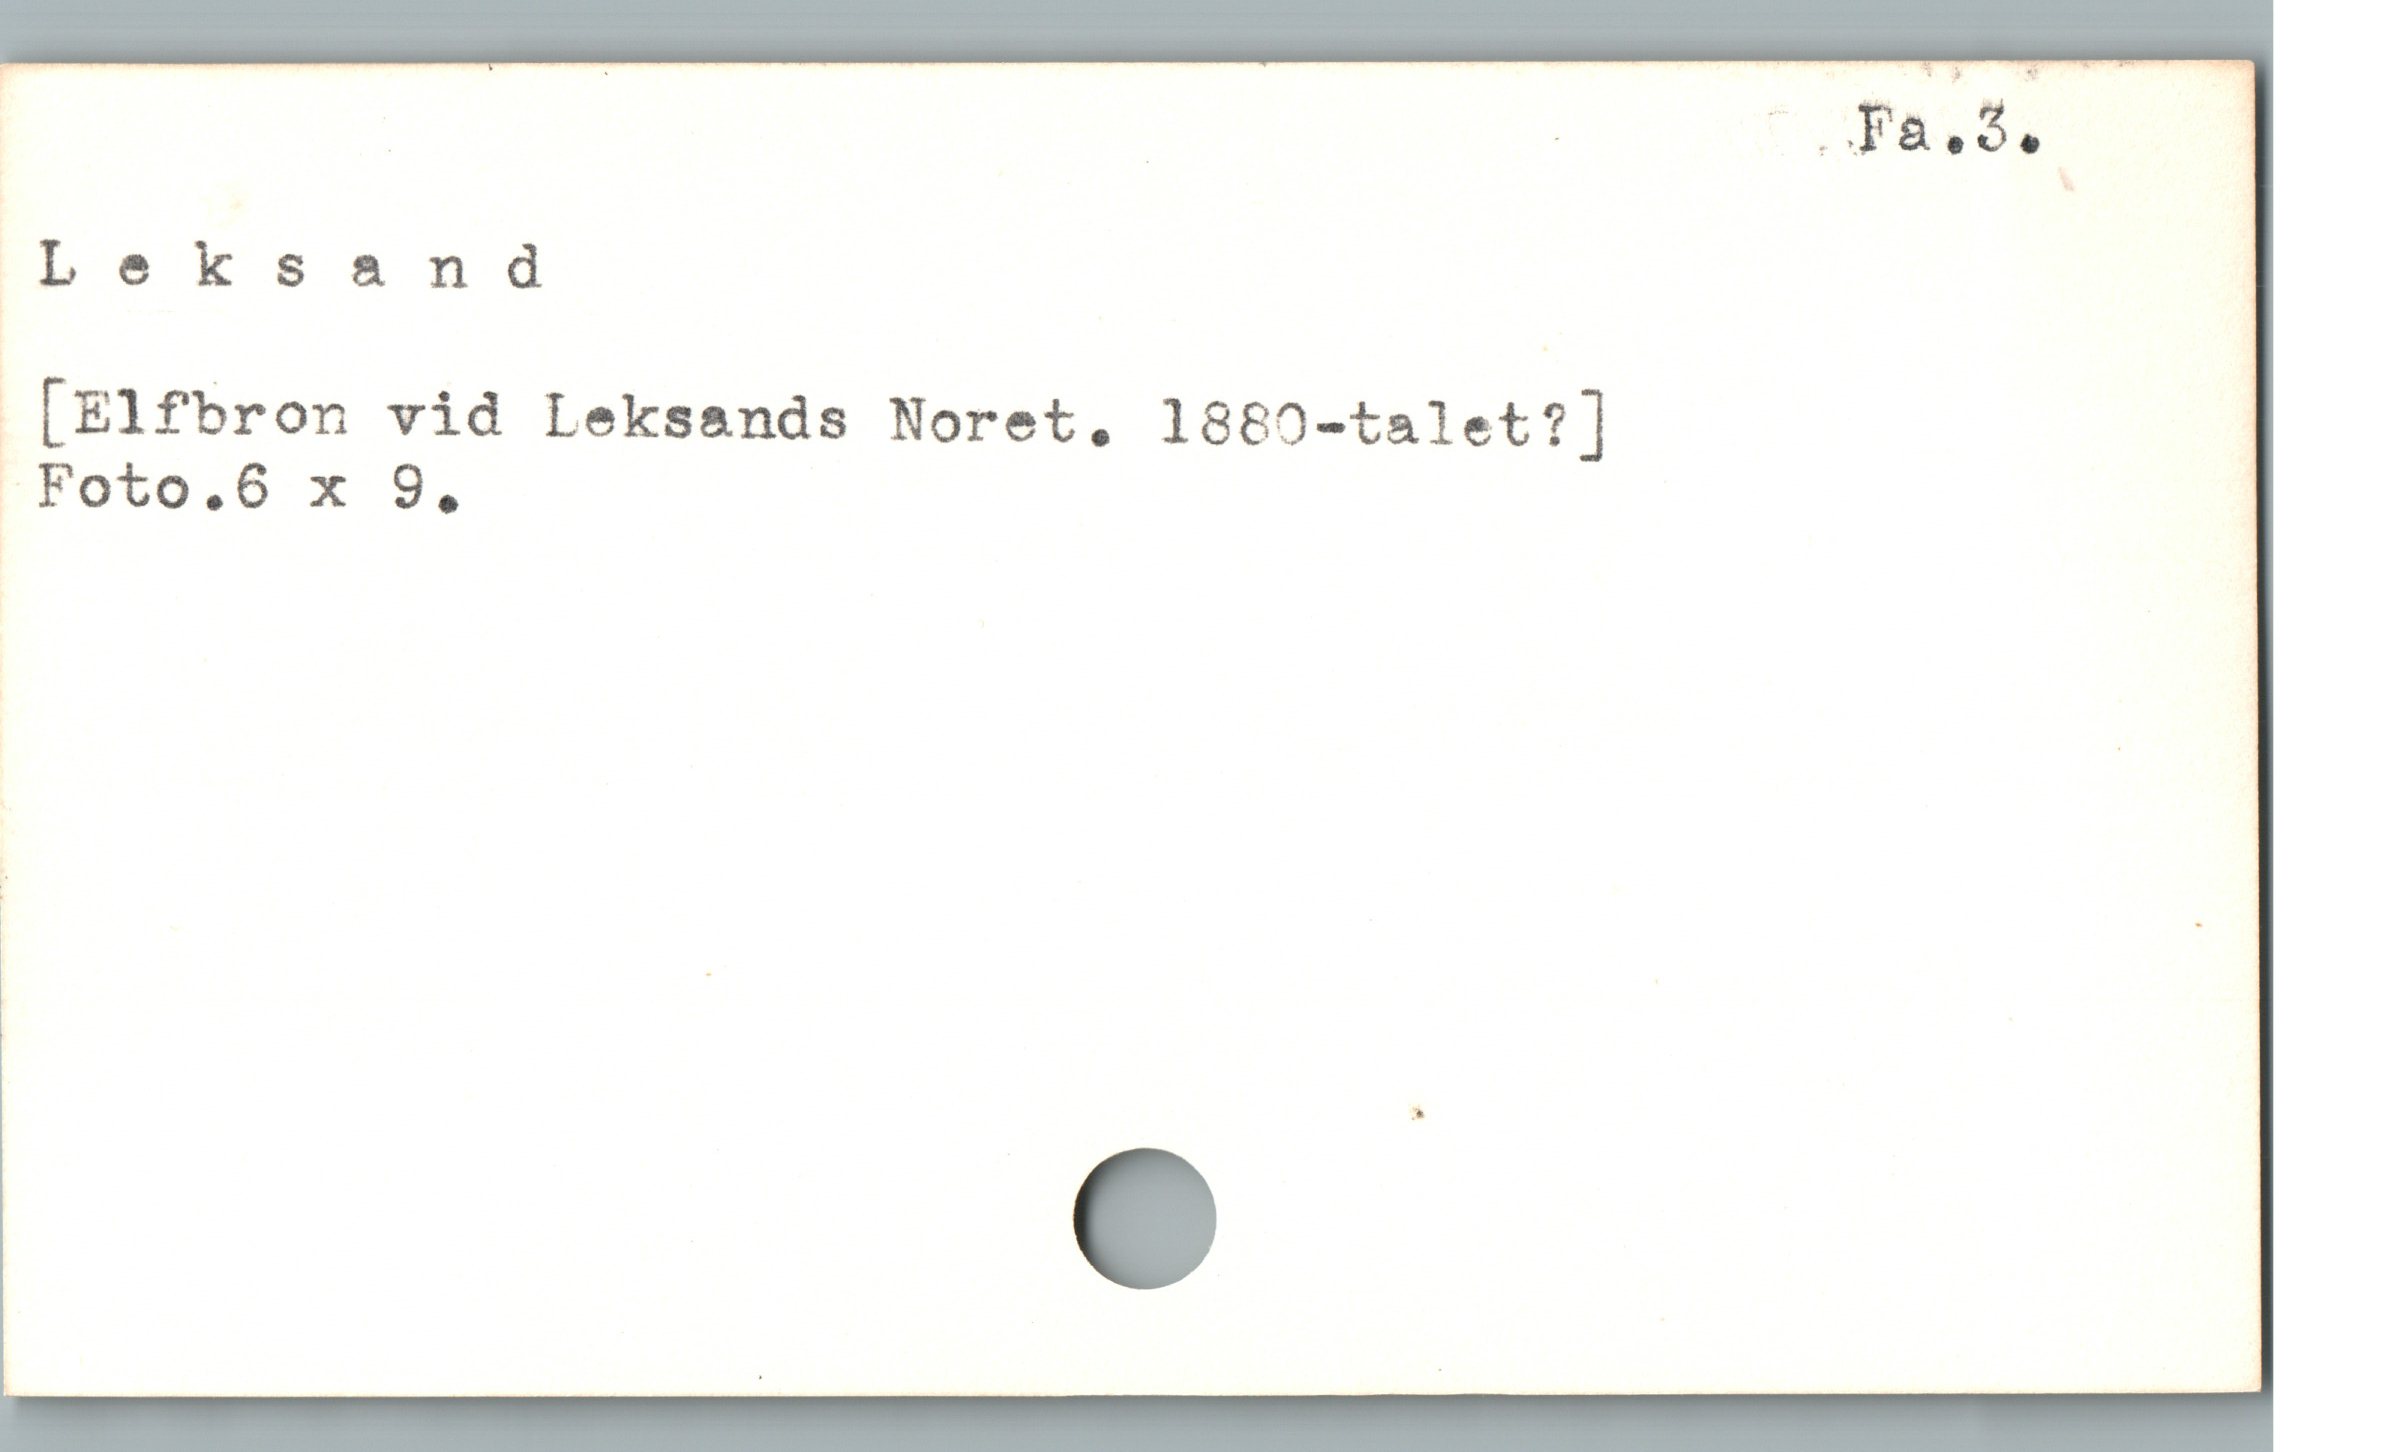 Fa.3.
L e k s a n d
[Elfbron vid Leksands Noret. 1880-talet?]
Foto.6 x 9.